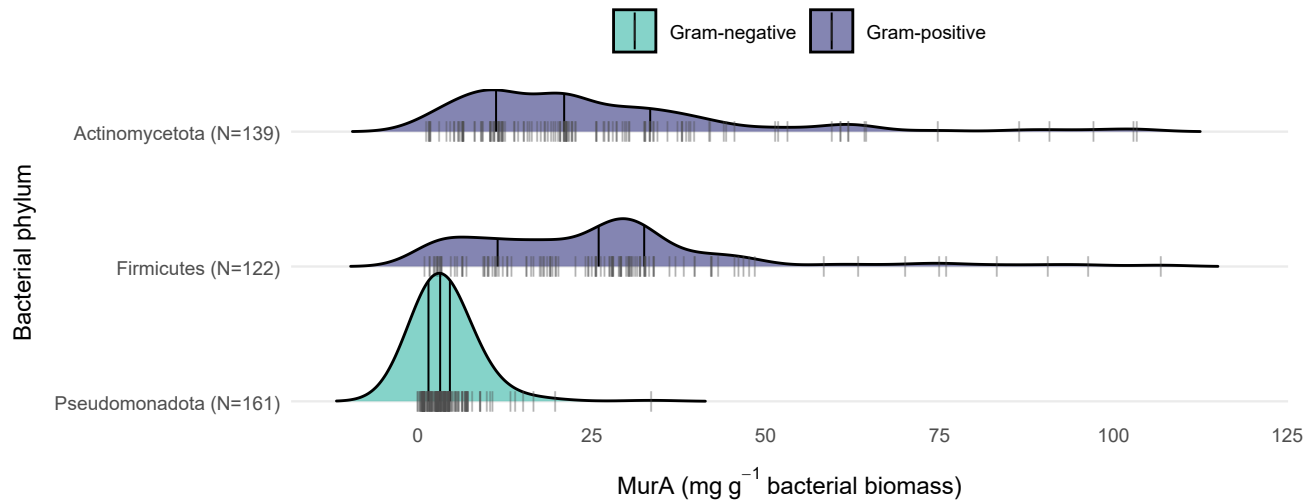 Gram-negative Gram-positive
Actinomycetota (N=139)
Firmicutes (N=122)
Pseudomonadota (N=161)
Bacterial phylum
0 25 50 75 100 125
MurA (mg g⁻¹ bacterial biomass)